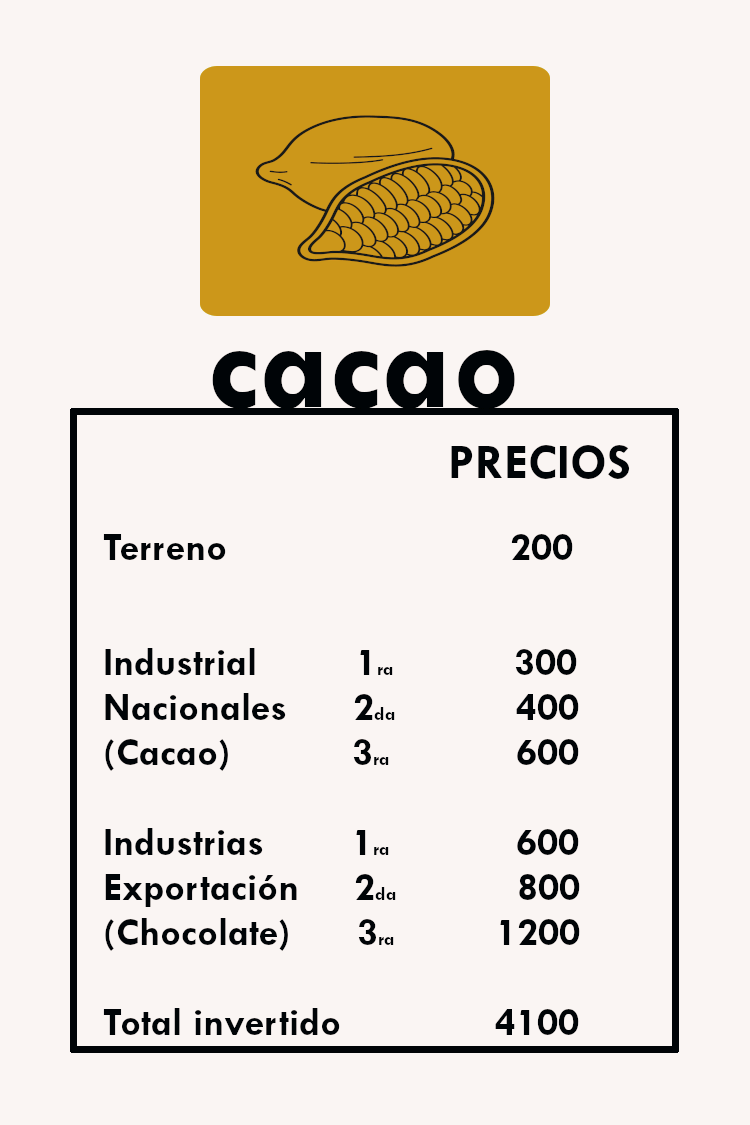 cacao
PRECIOS
Terreno 200
Industrial 1ra 300
Nacionales 2da 400
(Cacao) 3ra 600
Industrias 1ra 600
Exportación 2da 800
(Chocolate) 3ra 1200
Total invertido 4100